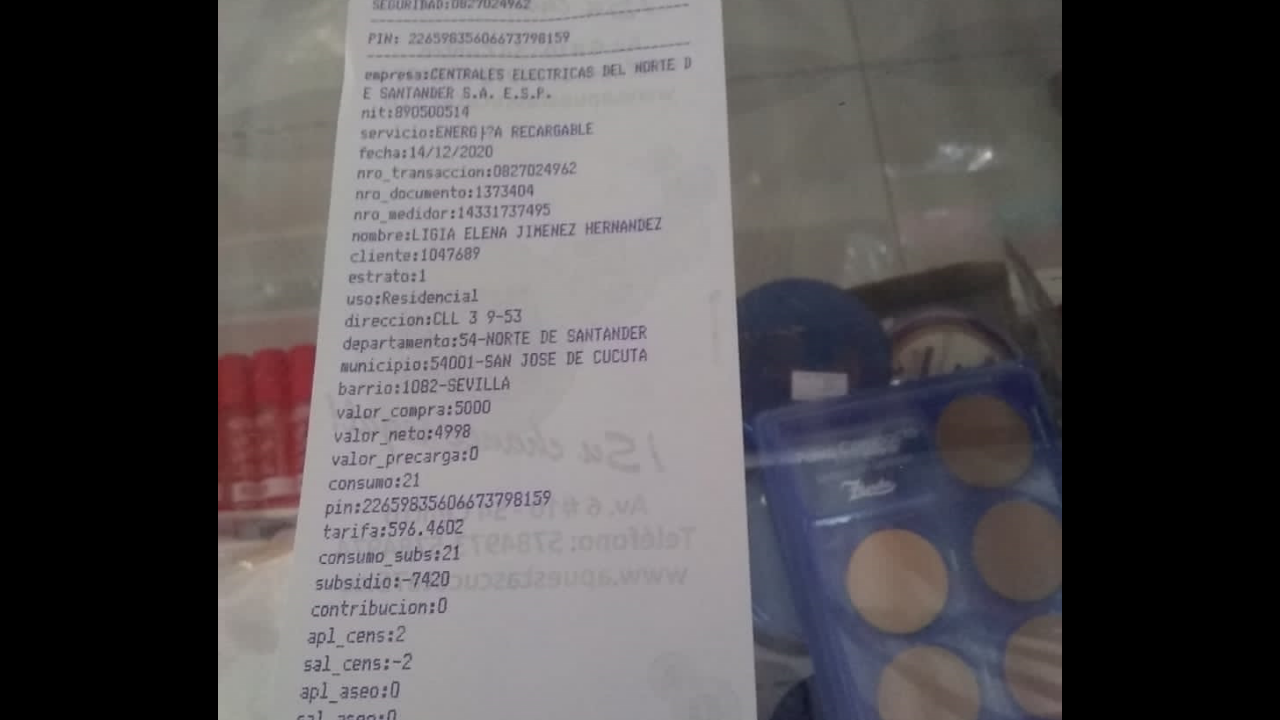 SEGURIDAD:0827024962
PIN: 22659835606673798159
empresa:CENTRALES ELECTRICAS DEL NORTE D
E SANTANDER S.A. E.S.P.
nit:890500514
servicio:ENERG|?A RECARGABLE
fecha:14/12/2020
nro_transaccion:0827024962
nro_documento:1373404
nro_medidor:14331737495
nombre:LIGIA ELENA JIMENEZ HERNANDEZ
cliente:1047689
estrato:1
uso:Residencial
direccion:CLL 3 9-53
departamento:54-NORTE DE SANTANDER
municipio:54001-SAN JOSE DE CUCUTA
barrio:1082-SEVILLA
valor_compra:5000
valor_neto:4998
valor_precarga:0
consumo:21
pin:22659835606673798159
tarifa:596.4602
consumo_subs:21
subsidio:-7420
contribucion:0
apl_cens:2
sal_cens:-2
apl_aseo:0
sal_aseo:0